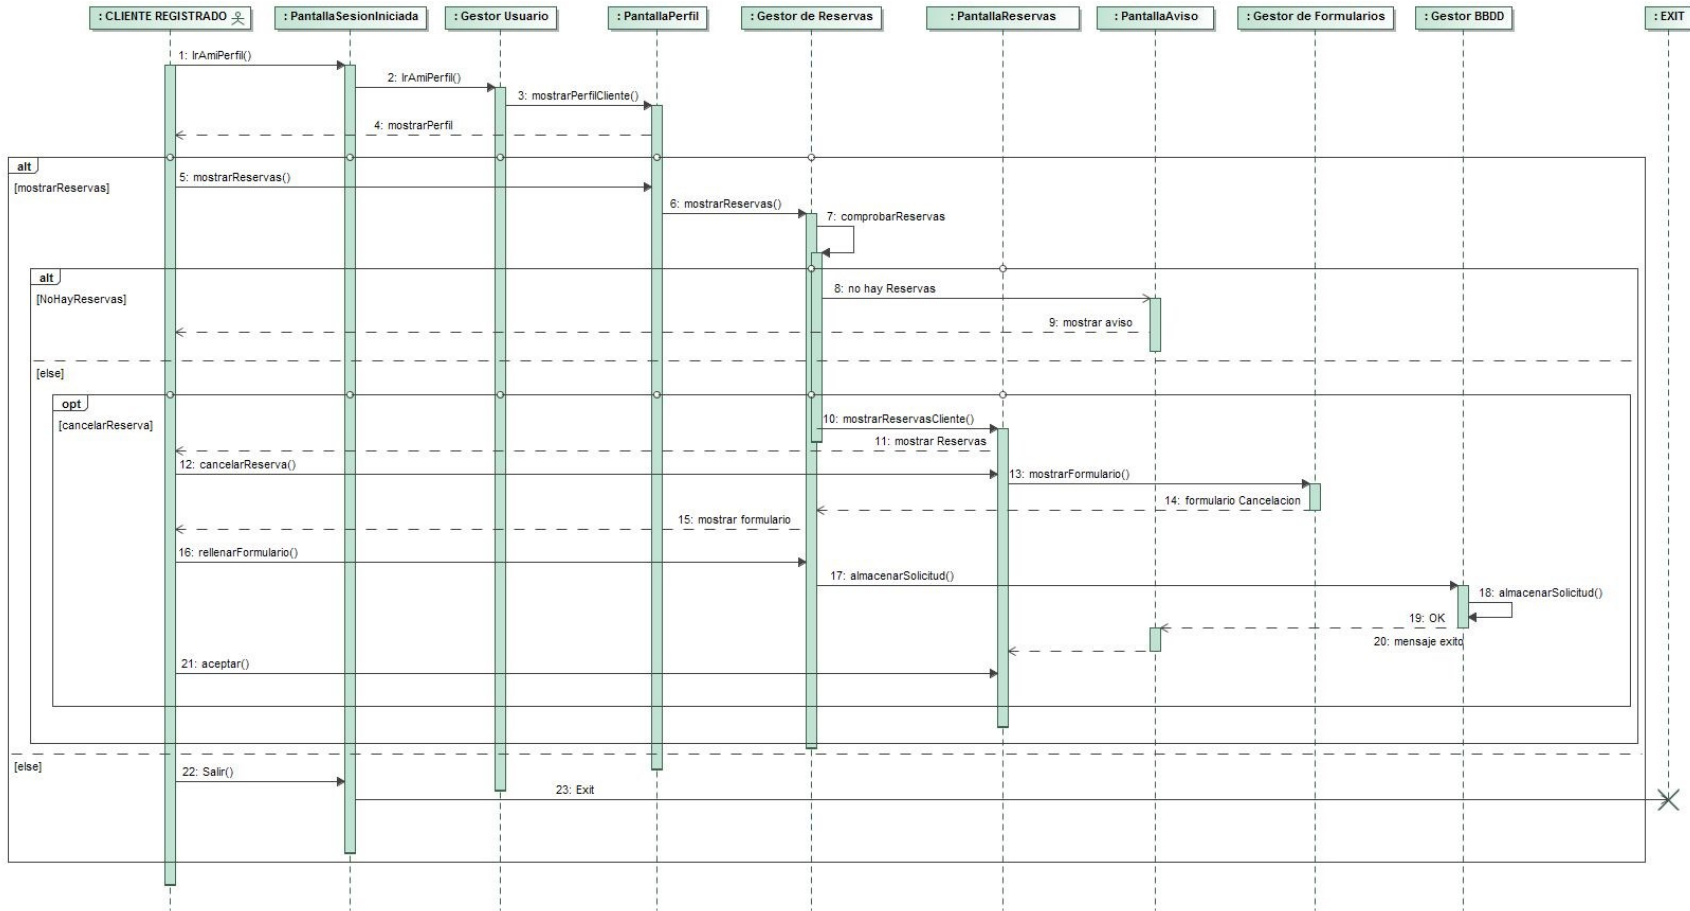 : CLIENTE REGISTRADO
: PantallaSesionIniciada
: Gestor Usuario
: PantallaPerfil
: Gestor de Reservas
: PantallaReservas
: PantallaAviso
: Gestor de Formularios
: Gestor BBDD
: EXIT
1: IrAmiPerfil()
2: IrAmiPerfil()
3: mostrarPerfilCliente()
4: mostrarPerfil
alt
[mostrarReservas]
5: mostrarReservas()
6: mostrarReservas()
7: comprobarReservas
alt
[NoHayReservas]
8: no hay Reservas
9: mostrar aviso
[else]
opt
[cancelarReserva]
10: mostrarReservasCliente()
11: mostrar Reservas
12: cancelarReserva()
13: mostrarFormulario()
14: formulario Cancelacion
15: mostrar formulario
16: rellenarFormulario()
17: almacenarSolicitud()
18: almacenarSolicitud()
19: OK
20: mensaje exito
21: aceptar()
[else]
22: Salir()
23: Exit